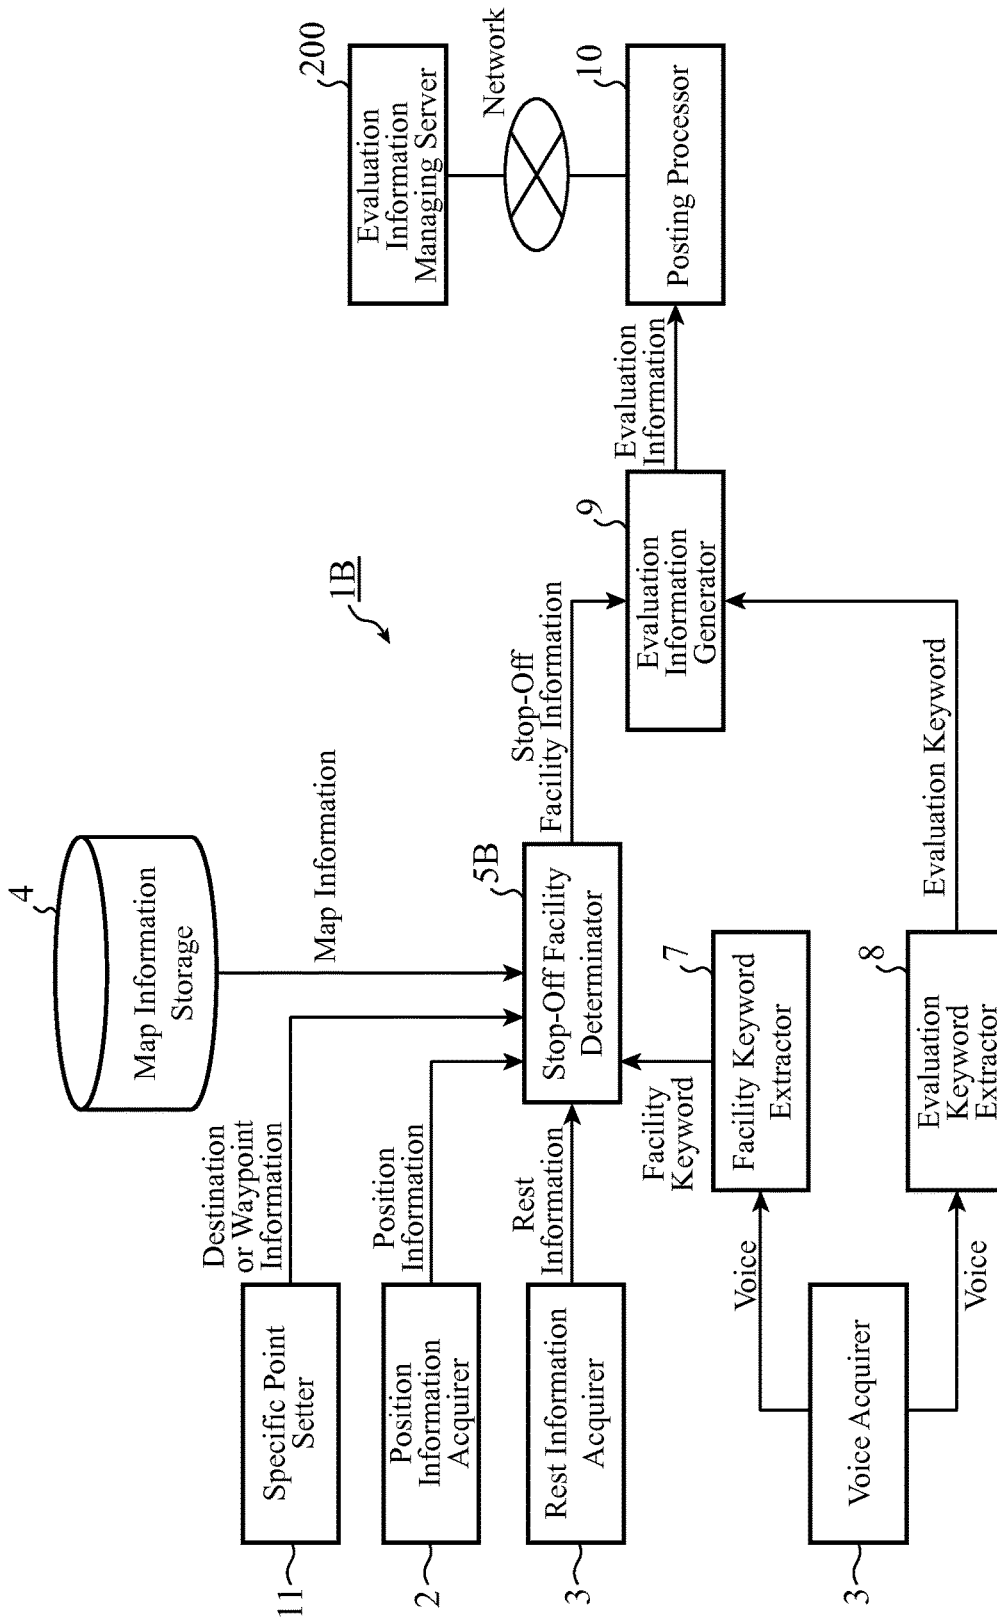 4
Map Information
Storage
Map Information
1B
11
Specific Point
Setter
Destination
or Waypoint
Information
2
Position
Information
Acquirer
Position
Information
3
Rest Information
Acquirer
Rest
Information
5B
Stop-Off Facility
Determinator
Stop-Off
Facility Information
Facility
Keyword
7
Facility Keyword
Extractor
3
Voice Acquirer
Voice
Voice
8
Evaluation
Keyword
Extractor
Evaluation Keyword
9
Evaluation
Information
Generator
Evaluation
Information
10
Posting Processor
Network
200
Evaluation
Information
Managing Server